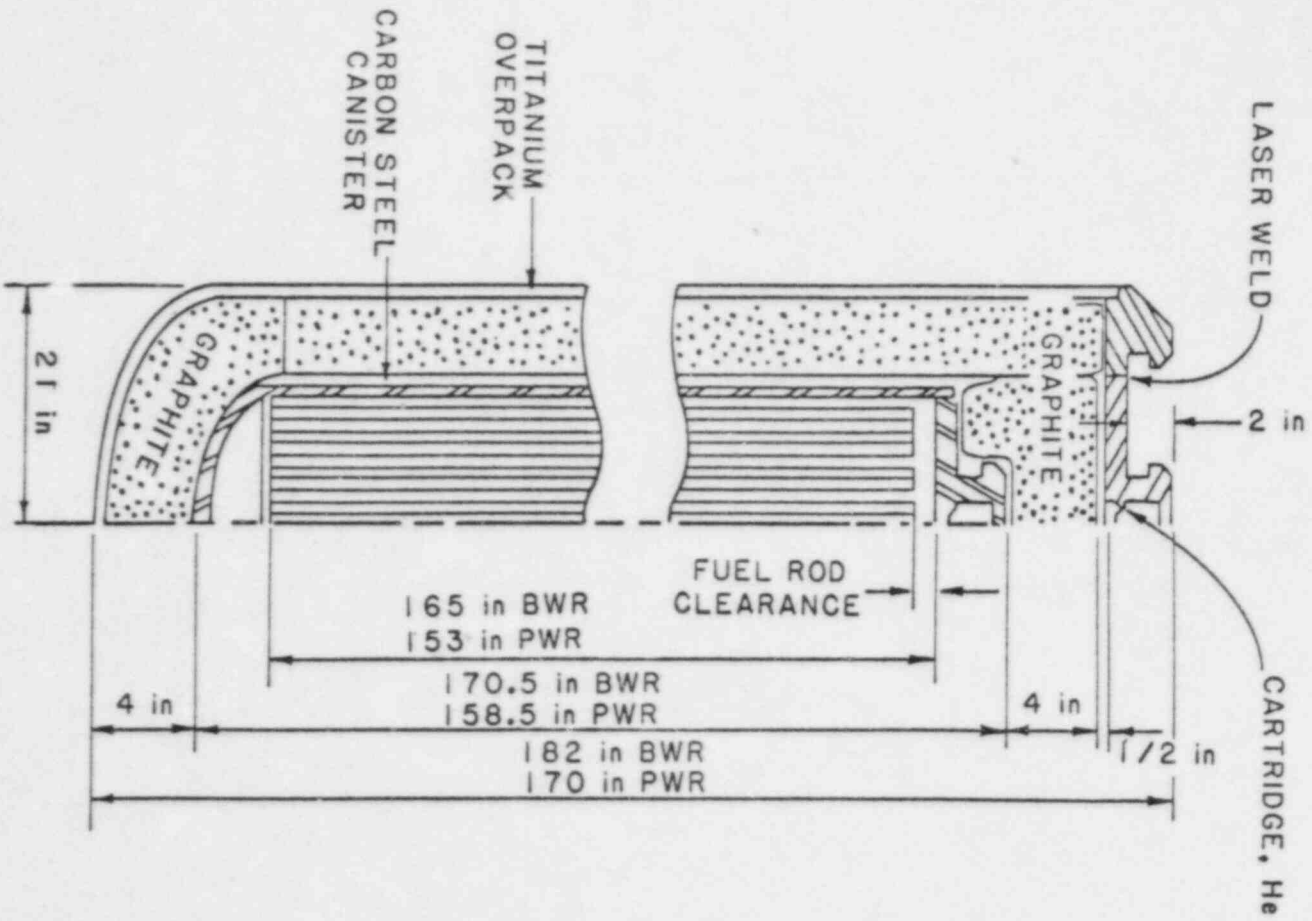 LASER WELD
TITANIUM
OVERPACK
CARBON STEEL
CANISTER
2 in
GRAPHITE
GRAPHITE
21 in
FUEL ROD
CLEARANCE
165 in BWR
153 in PWR
170.5 in BWR
158.5 in PWR
4 in
4 in
1/2 in
182 in BWR
170 in PWR
CARTRIDGE, He